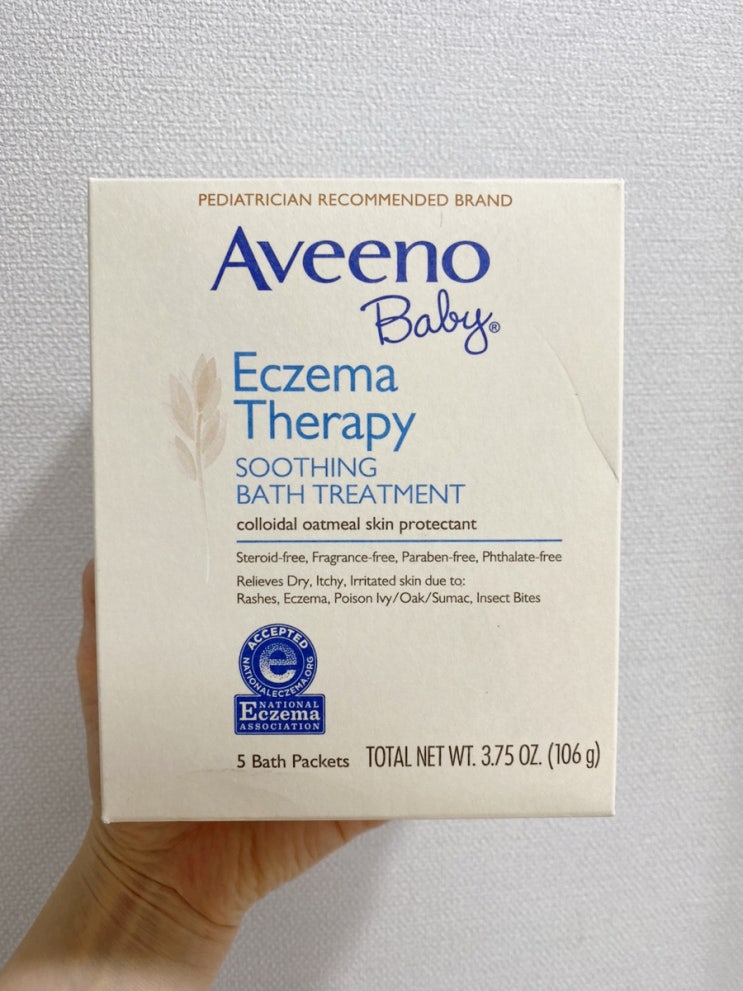 PEDIATRICIAN RECOMMENDED BRAND
Aveeno
Baby®
Eczema
Therapy
SOOTHING
BATH TREATMENT
colloidal oatmeal skin protectant
Steroid-free, Fragrance-free, Paraben-free, Phthalate-free
Relieves Dry, Itchy, Irritated skin due to:
Rashes, Eczema, Poison Ivy/Oak/Sumac, Insect Bites
ACCEPTED
e
NATIONALECZEMA.ORG
NATIONAL
Eczema
ASSOCIATION
5 Bath Packets TOTAL NET WT. 3.75 OZ. (106 g)